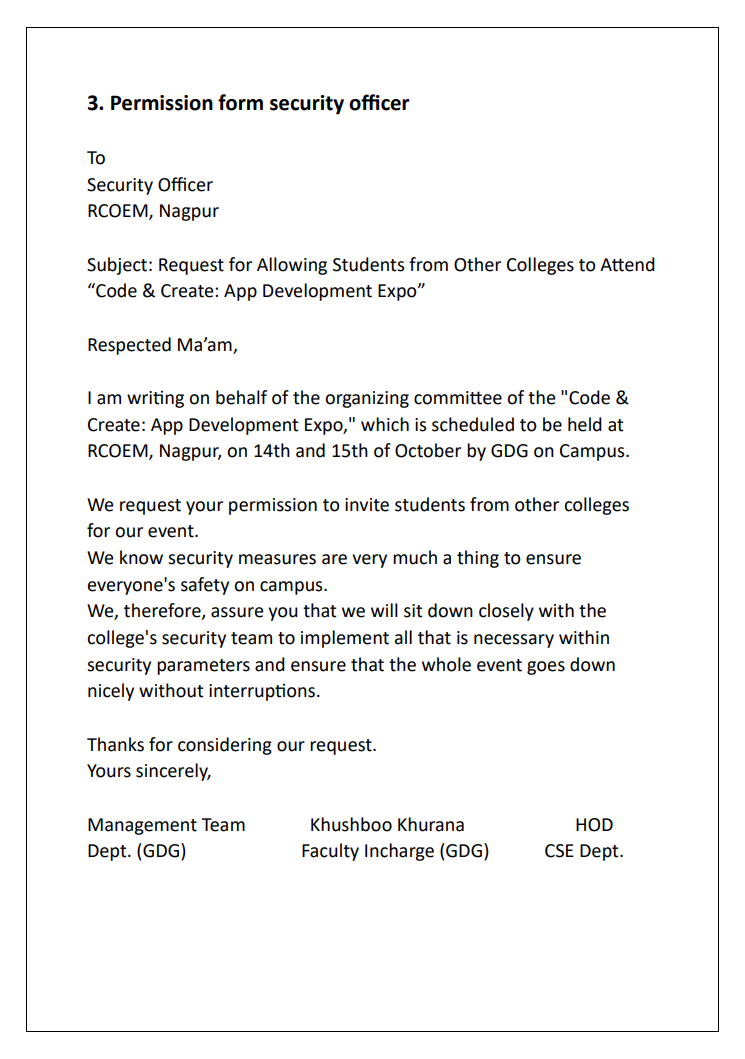 3. Permission form security officer
To
Security Officer
RCOEM, Nagpur
Subject: Request for Allowing Students from Other Colleges to Attend
“Code & Create: App Development Expo”
Respected Ma’am,
I am writing on behalf of the organizing committee of the "Code &
Create: App Development Expo," which is scheduled to be held at
RCOEM, Nagpur, on 14th and 15th of October by GDG on Campus.
We request your permission to invite students from other colleges
for our event.
We know security measures are very much a thing to ensure
everyone's safety on campus.
We, therefore, assure you that we will sit down closely with the
college's security team to implement all that is necessary within
security parameters and ensure that the whole event goes down
nicely without interruptions.
Thanks for considering our request.
Yours sincerely,
Management Team Khushboo Khurana HOD
Dept. (GDG) Faculty Incharge (GDG) CSE Dept.